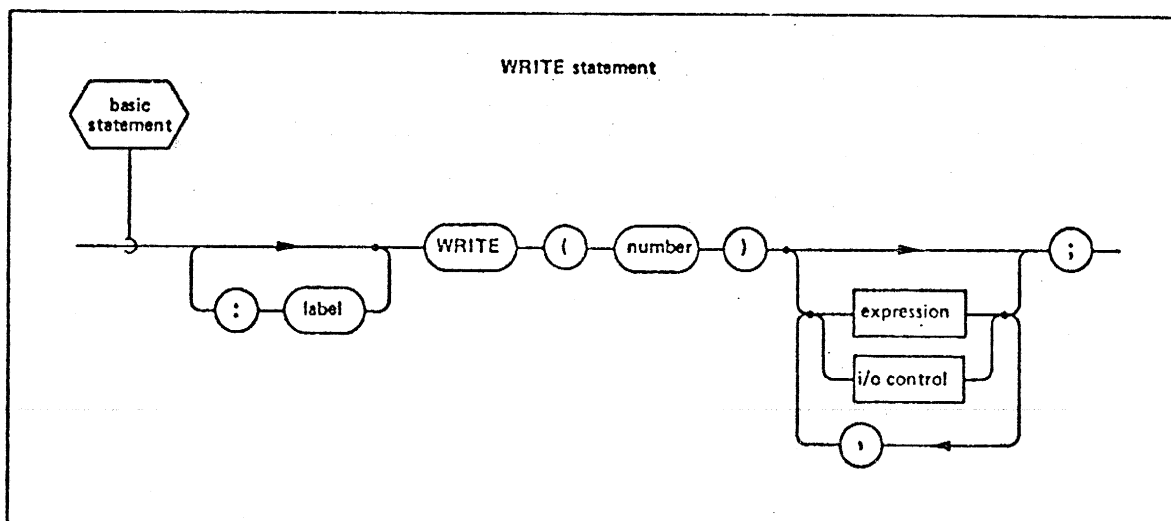 WRITE statement
basic
statement
WRITE ( number ) ;
: label
expression
i/o control
,